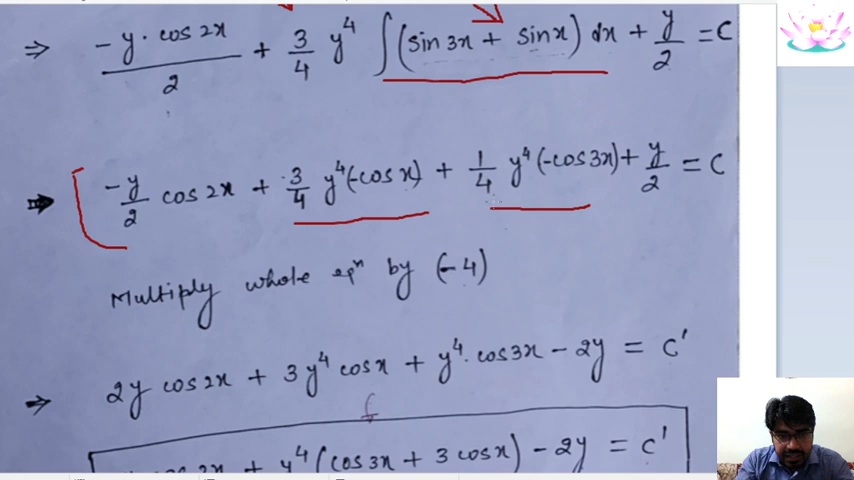 ⇒ -y · cos 2x / 2 + 3/4 y⁴ ∫(sin 3x + sin x) dx + y/2 = C
⇒ -y/2 cos 2x + 3/4 y⁴(-cos x) + 1/4 y⁴(-cos 3x) + y/2 = C
Multiply whole eqⁿ by (-4)
⇒ 2y cos 2x + 3y⁴ cos x + y⁴. cos 3x - 2y = C'
cos 2x + y⁴(cos 3x + 3 cos x) - 2y = C'